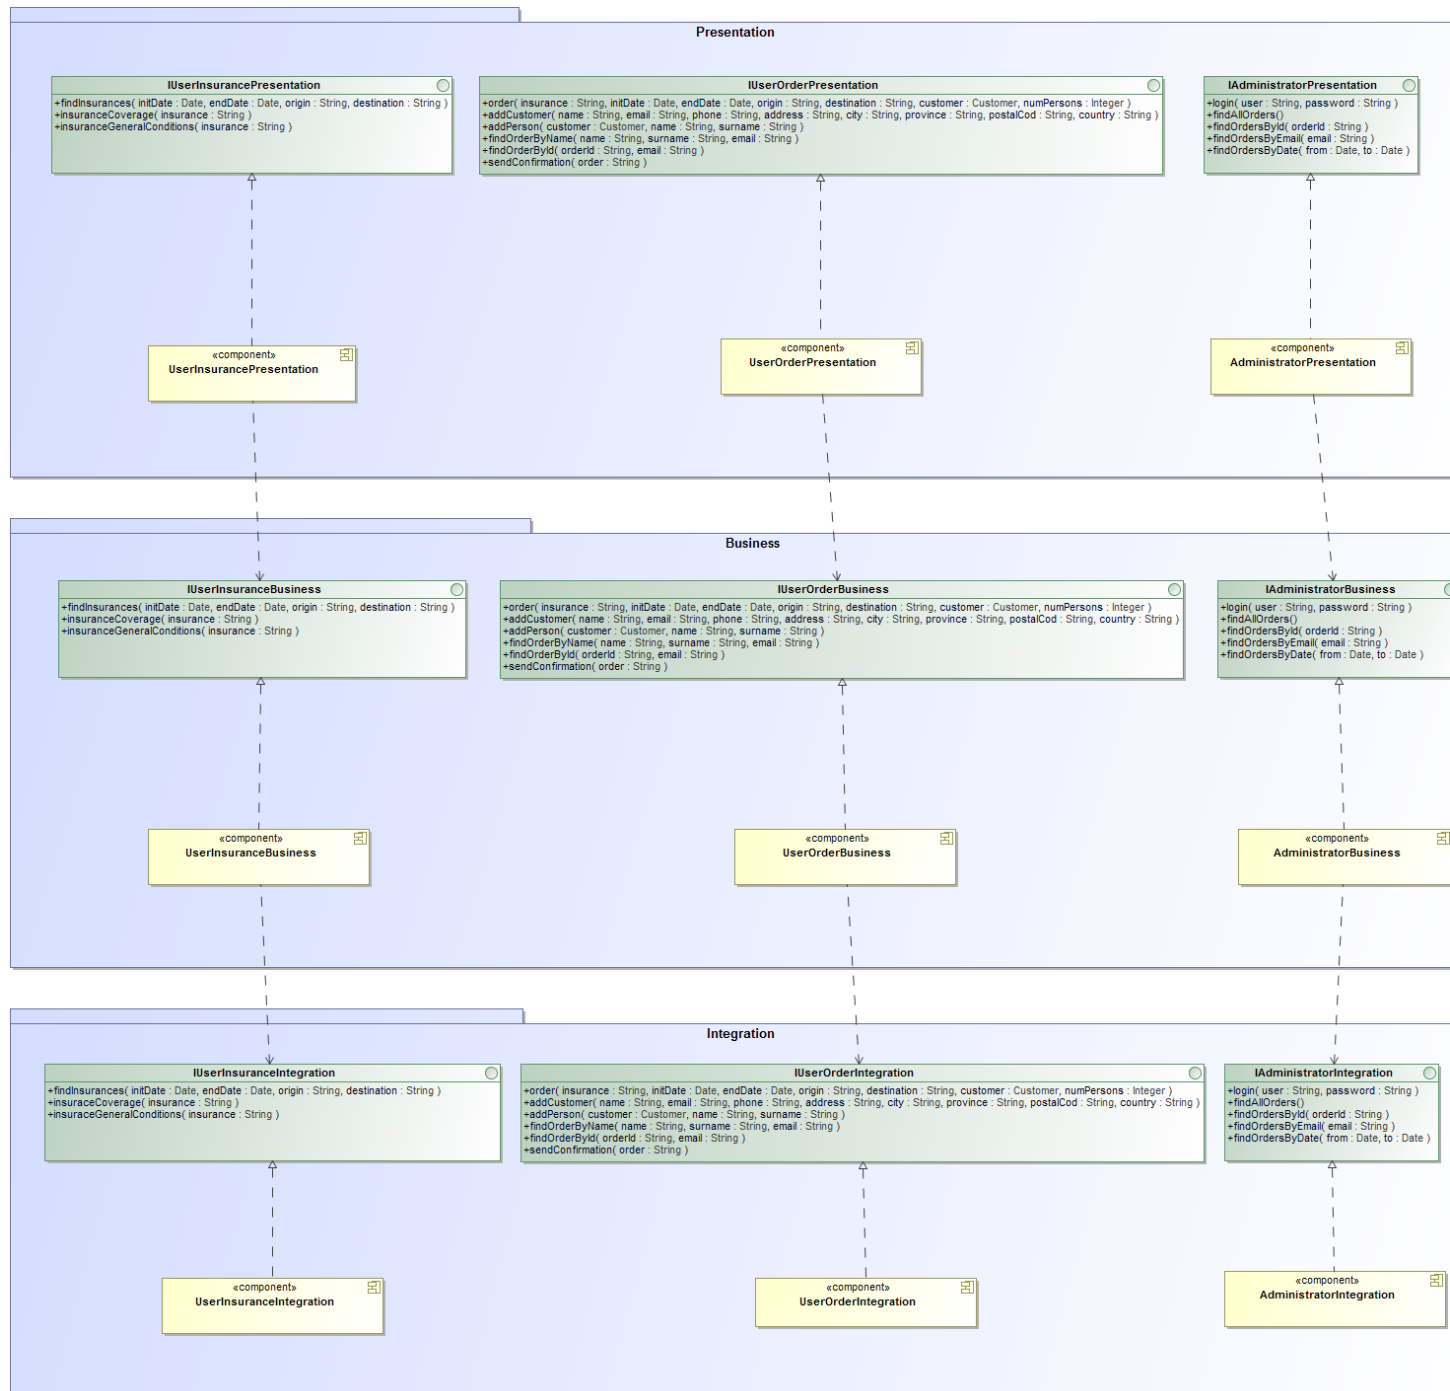 Presentation
IUserInsurancePresentation
+findInsurances( initDate : Date, endDate : Date, origin : String, destination : String )
+insuranceCoverage( insurance : String )
+insuranceGeneralConditions( insurance : String )
IUserOrderPresentation
+order( insurance : String, initDate : Date, endDate : Date, origin : String, destination : String, customer : Customer, numPersons : Integer )
+addCustomer( name : String, email : String, phone : String, address : String, city : String, province : String, postalCod : String, country : String )
+addPerson( customer : Customer, name : String, surname : String )
+findOrderByName( name : String, surname : String, email : String )
+findOrderById( orderId : String, email : String )
+sendConfirmation( order : String )
IAdministratorPresentation
+login( user : String, password : String )
+findAllOrders()
+findOrdersById( orderId : String )
+findOrdersByEmail( email : String )
+findOrdersByDate( from : Date, to : Date )
«component»
UserInsurancePresentation
«component»
UserOrderPresentation
«component»
AdministratorPresentation
Business
IUserInsuranceBusiness
+findInsurances( initDate : Date, endDate : Date, origin : String, destination : String )
+insuraceCoverage( insurance : String )
+insuranceGeneralConditions( insurance : String )
IUserOrderBusiness
+order( insurance : String, initDate : Date, endDate : Date, origin : String, destination : String, customer : Customer, numPersons : Integer )
+addCustomer( name : String, email : String, phone : String, address : String, city : String, province : String, postalCod : String, country : String )
+addPerson( customer : Customer, name : String, surname : String )
+findOrderByName( name : String, surname : String, email : String )
+findOrderById( orderId : String, email : String )
+sendConfirmation( order : String )
IAdministratorBusiness
+login( user : String, password : String )
+findAllOrders()
+findOrdersById( orderId : String )
+findOrdersByEmail( email : String )
+findOrdersByDate( from : Date, to : Date )
«component»
UserInsuranceBusiness
«component»
UserOrderBusiness
«component»
AdministratorBusiness
Integration
IUserInsuranceIntegration
+findInsurances( initDate : Date, endDate : Date, origin : String, destination : String )
+insuraceCoverage( insurance : String )
+insuraceGeneralConditions( insurance : String )
IUserOrderIntegration
+order( insurance : String, initDate : Date, endDate : Date, origin : String, destination : String, customer : Customer, numPersons : Integer )
+addCustomer( name : String, email : String, phone : String, address : String, city : String, province : String, postalCod : String, country : String )
+addPerson( customer : Customer, name : String, surname : String )
+findOrderByName( name : String, surname : String, email : String )
+findOrderById( orderId : String, email : String )
+sendConfirmation( order : String )
IAdministratorIntegration
+login( user : String, password : String )
+findAllOrders()
+findOrdersById( orderId : String )
+findOrdersByEmail( email : String )
+findOrdersByDate( from : Date, to : Date )
«component»
UserInsuranceIntegration
«component»
UserOrderIntegration
«component»
AdministratorIntegration